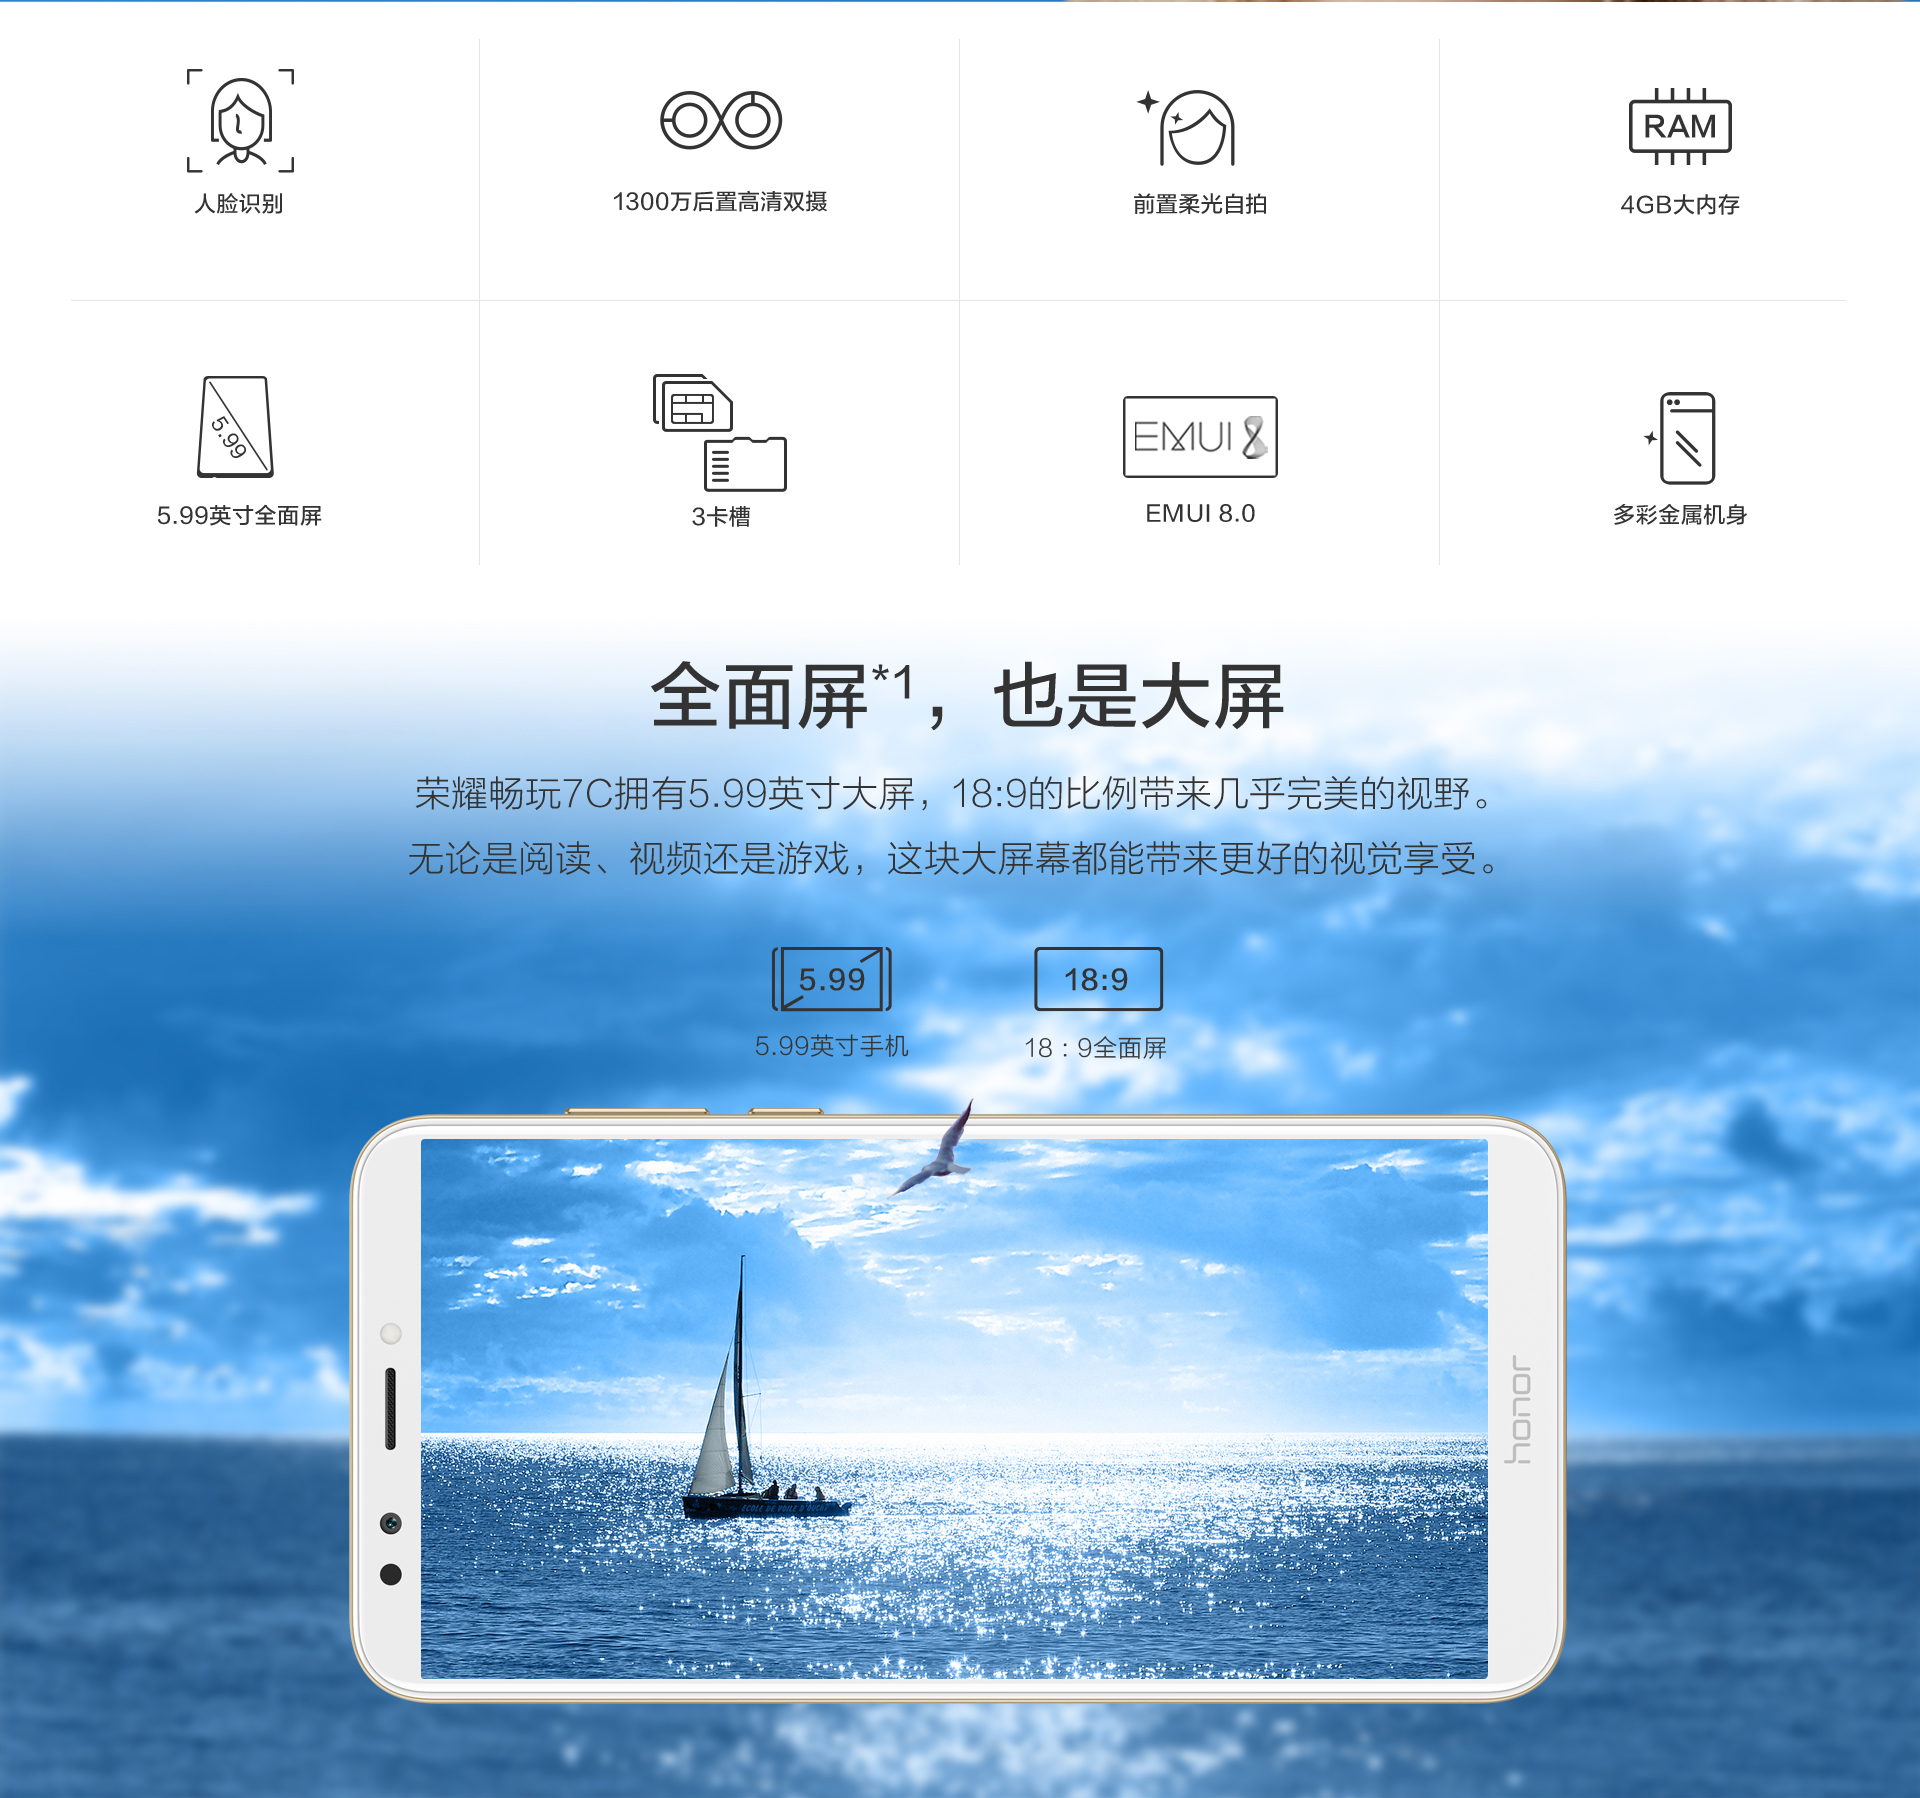 RAM
人脸识别
1300万后置高清双摄
前置柔光自拍
4GB大内存
5.99
EMUI 8
5.99英寸全面屏
3卡槽
EMUI 8.0
多彩金属机身
全面屏*1，也是大屏
荣耀畅玩7C拥有5.99英寸大屏，18:9的比例带来几乎完美的视野。
无论是阅读、视频还是游戏，这块大屏幕都能带来更好的视觉享受。
5.99
18:9
5.99英寸手机
18：9全面屏
honor
ECOLE DE VOILE D'OUCHY